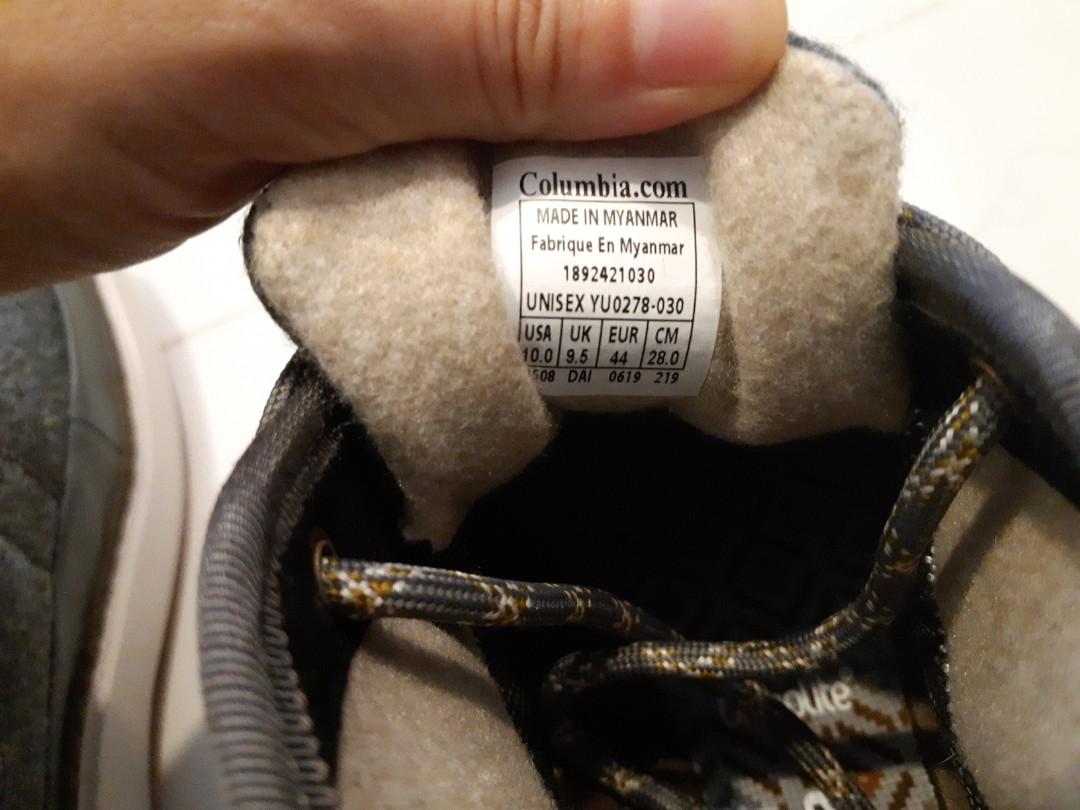 Columbia.com
MADE IN MYANMAR
Fabrique En Myanmar
1892421030
UNISEX YU0278-030
USA UK EUR CM
10.0 9.5 44 28.0
DAI 0619 219